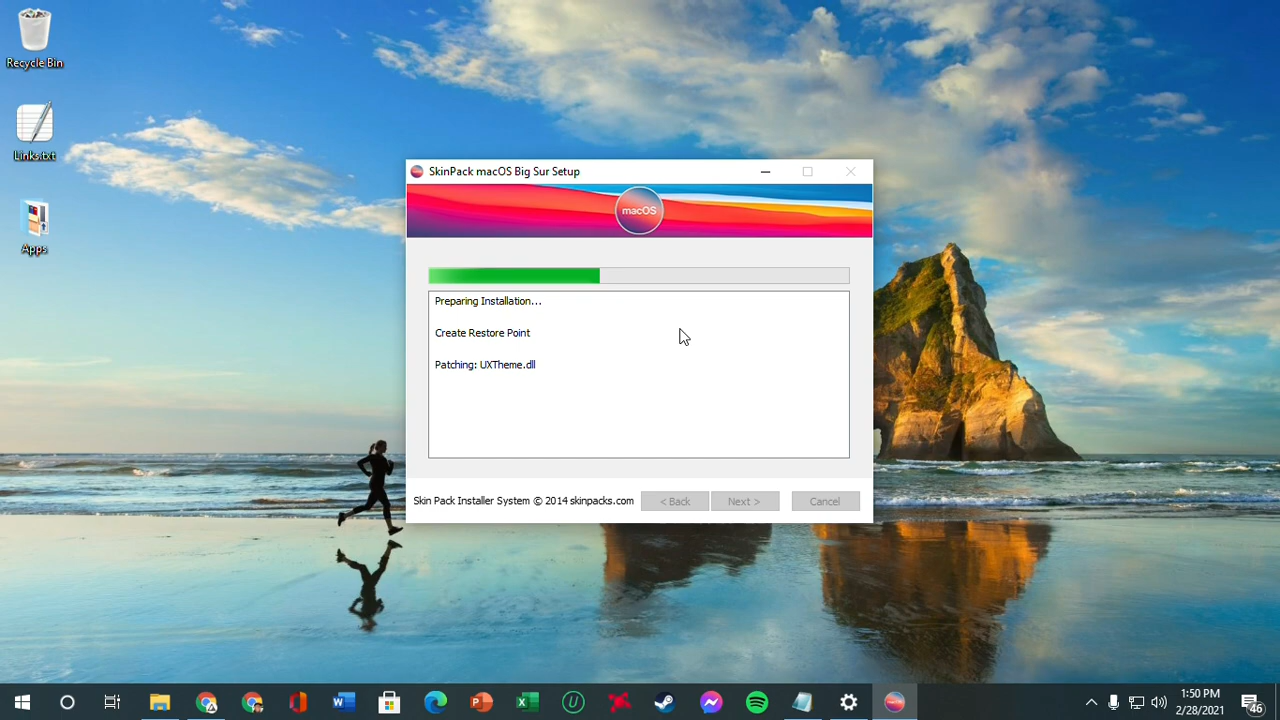 Recycle Bin
Links.txt
Apps
SkinPack macOS Big Sur Setup
macOS
Preparing Installation...
Create Restore Point
Patching: UXTheme.dll
Skin Pack Installer System © 2014 skinpacks.com
< Back
Next >
Cancel
1:50 PM
2/28/2021
46